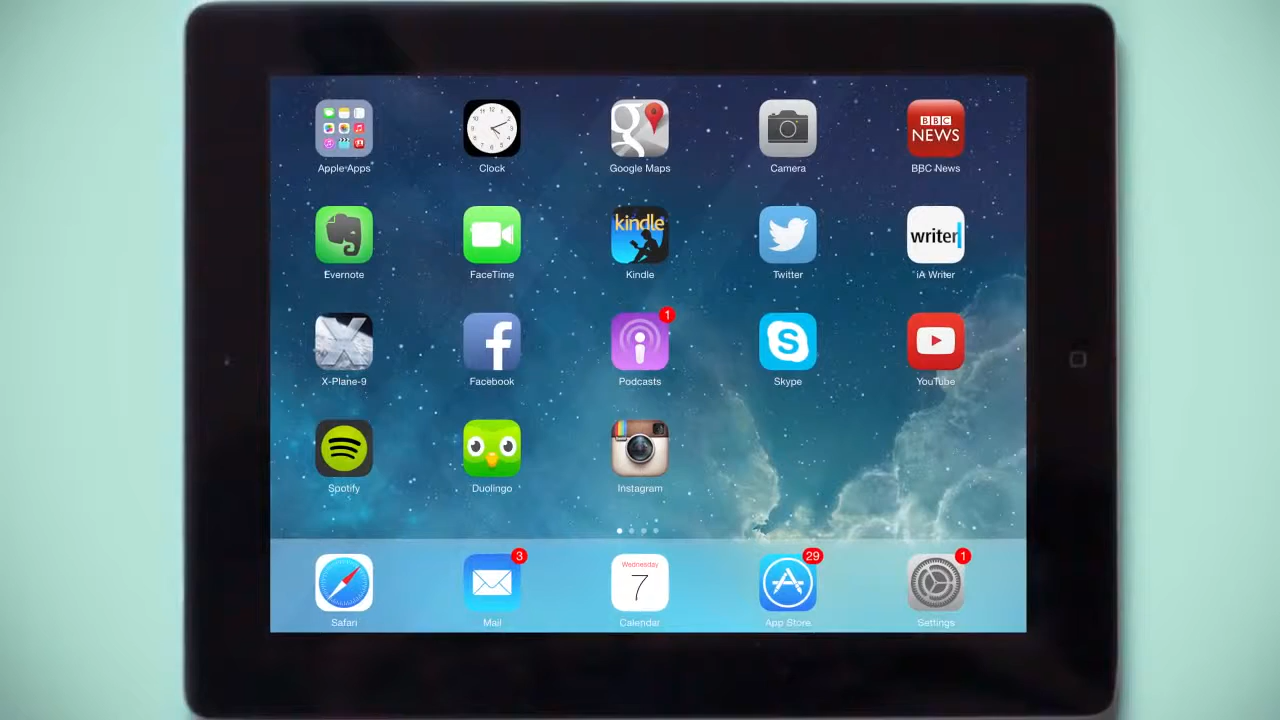 Apple Apps
Clock
Google Maps
Camera
BBC NEWS
BBC News
Evernote
FaceTime
kindle
Kindle
Twitter
writer
iA Writer
X-Plane-9
Facebook
1
Podcasts
Skype
YouTube
Spotify
Duolingo
Instagram
Safari
3
Mail
Wednesday
7
Calendar
29
App Store
1
Settings